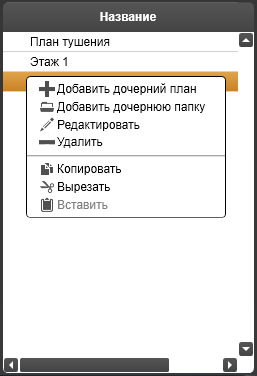 Название
План тушения
Этаж 1
Добавить дочерний план
Добавить дочернюю папку
Редактировать
Удалить
Копировать
Вырезать
Вставить